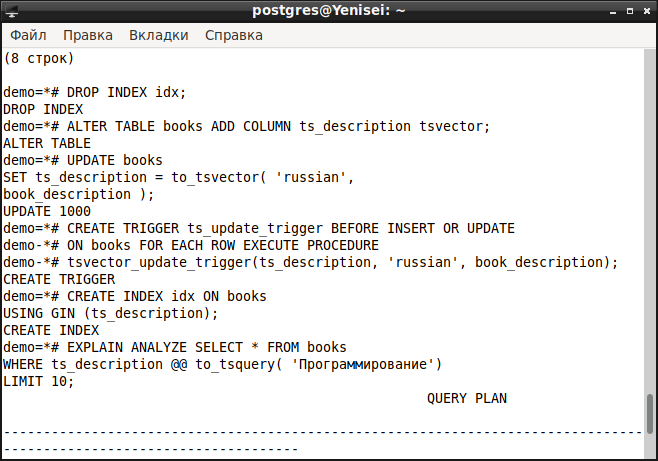 postgres@Yenisei: ~
Файл Правка Вкладки Справка
(8 строк)
demo=*# DROP INDEX idx;
DROP INDEX
demo=*# ALTER TABLE books ADD COLUMN ts_description tsvector;
ALTER TABLE
demo=*# UPDATE books
SET ts_description = to_tsvector( 'russian',
book_description );
UPDATE 1000
demo=*# CREATE TRIGGER ts_update_trigger BEFORE INSERT OR UPDATE
demo-*# ON books FOR EACH ROW EXECUTE PROCEDURE
demo-*# tsvector_update_trigger(ts_description, 'russian', book_description);
CREATE TRIGGER
demo=*# CREATE INDEX idx ON books
USING GIN (ts_description);
CREATE INDEX
demo=*# EXPLAIN ANALYZE SELECT * FROM books
WHERE ts_description @@ to_tsquery( 'Программирование')
LIMIT 10;
QUERY PLAN
--------------------------------------------------------------------------------
-------------------------------------